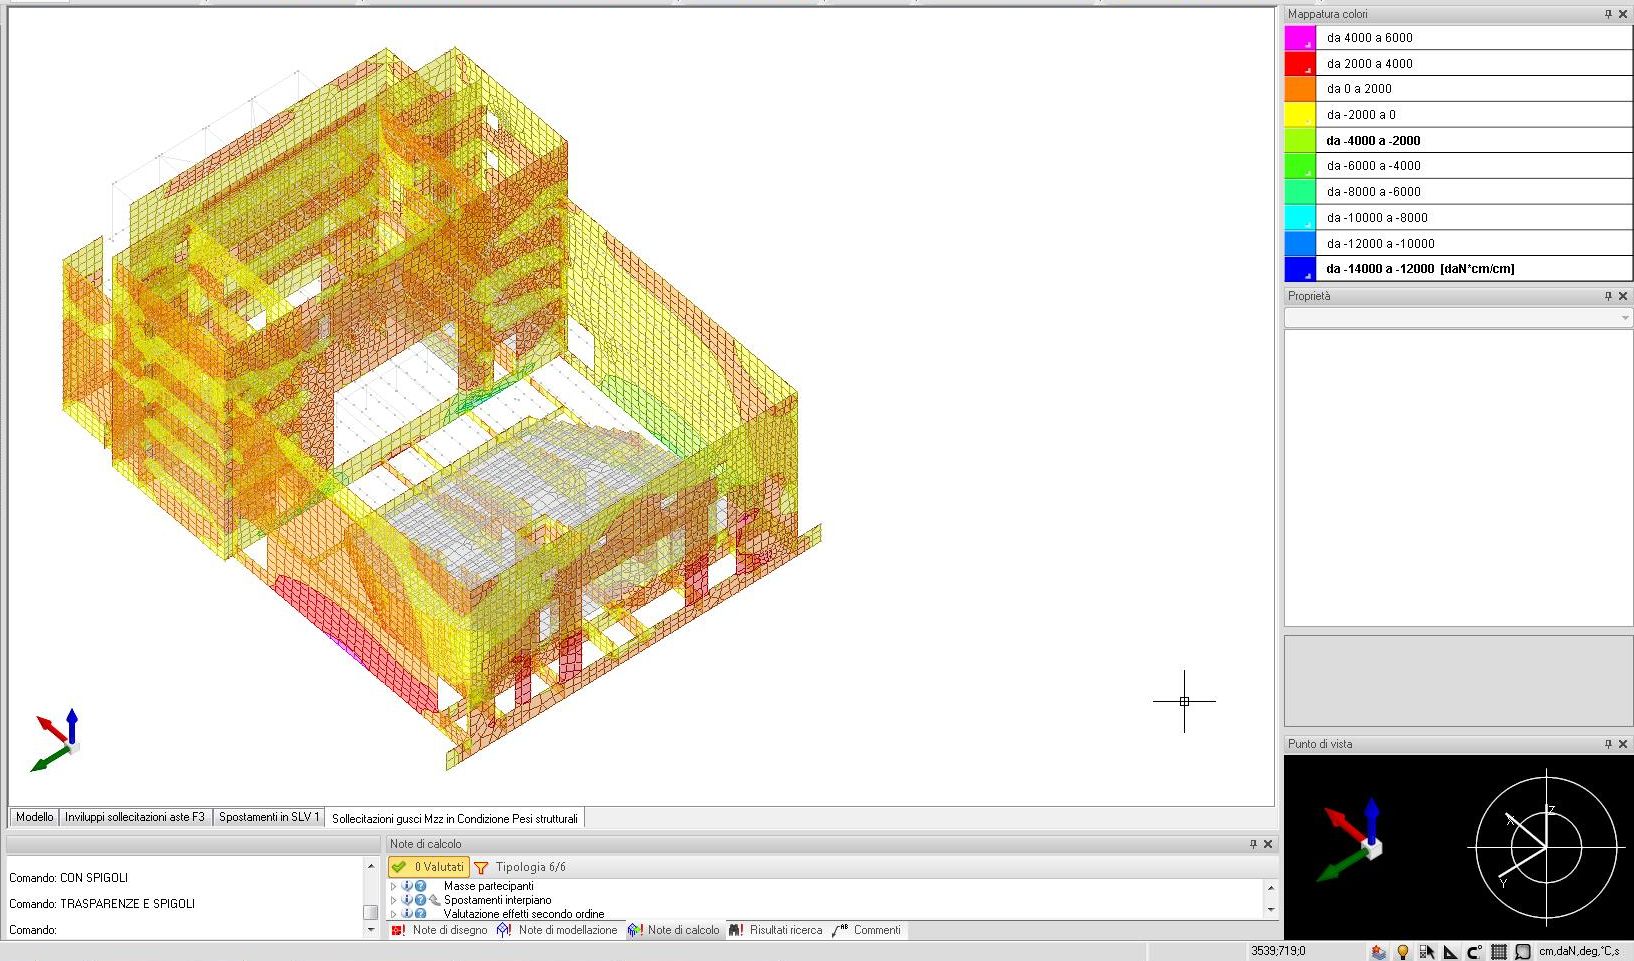 Mappatura colori
da 4000 a 6000
da 2000 a 4000
da 0 a 2000
da -2000 a 0
da -4000 a -2000
da -6000 a -4000
da -8000 a -6000
da -10000 a -8000
da -12000 a -10000
da -14000 a -12000 [daN*cm/cm]
Proprietà
Punto di vista
Z
X
Y
Modello
Inviluppi sollecitazioni aste F3
Spostamenti in SLV 1
Sollecitazioni gusci Mzz in Condizione Pesi strutturali
Comando: CON SPIGOLI
Comando: TRASPARENZE E SPIGOLI
Comando:
Note di calcolo
0 Valutati
Tipologia 6/6
Masse partecipanti
Spostamenti interpiano
Valutazione effetti secondo ordine
Note di disegno
Note di modellazione
Note di calcolo
Risultati ricerca
Commenti
3539;719;0
cm,daN,deg,°C,s